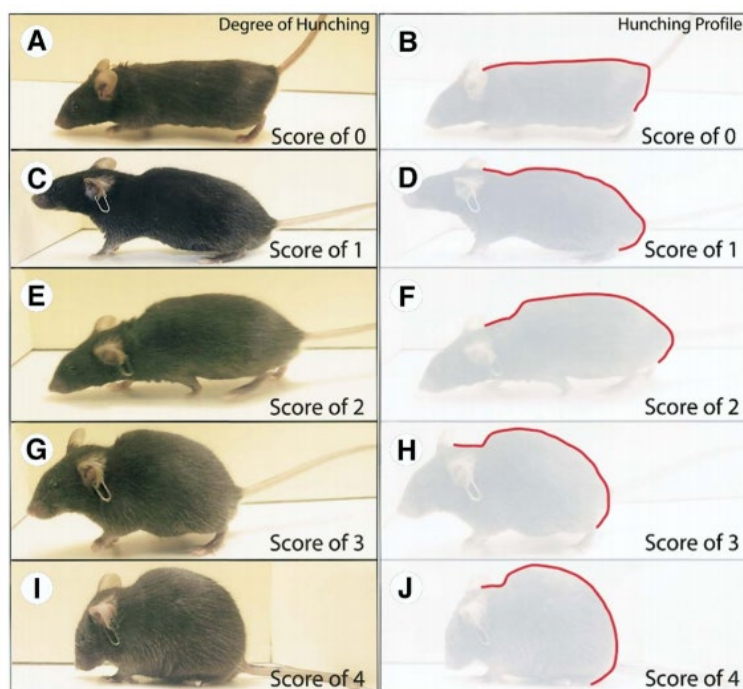 A
Degree of Hunching
Score of 0
B
Hunching Profile
Score of 0
C
Score of 1
D
Score of 1
E
Score of 2
F
Score of 2
G
Score of 3
H
Score of 3
I
Score of 4
J
Score of 4